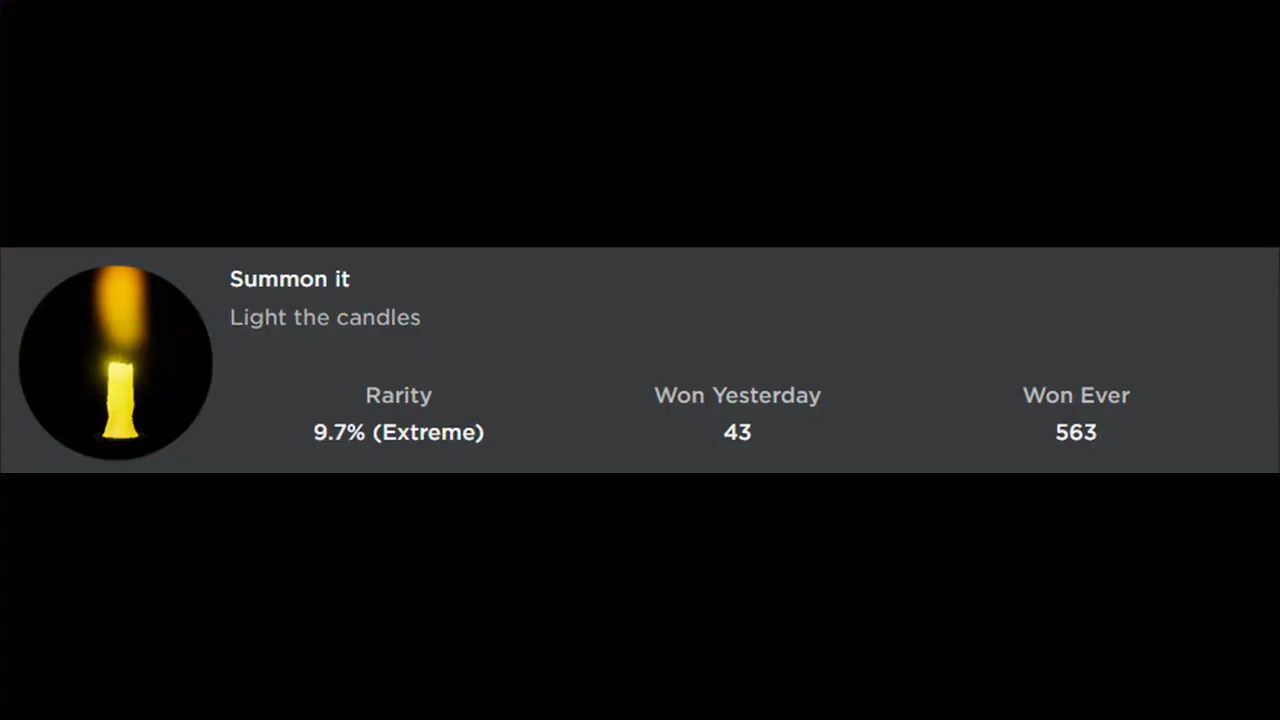 Summon it
Light the candles
Rarity Won Yesterday Won Ever
9.7% (Extreme) 43 563